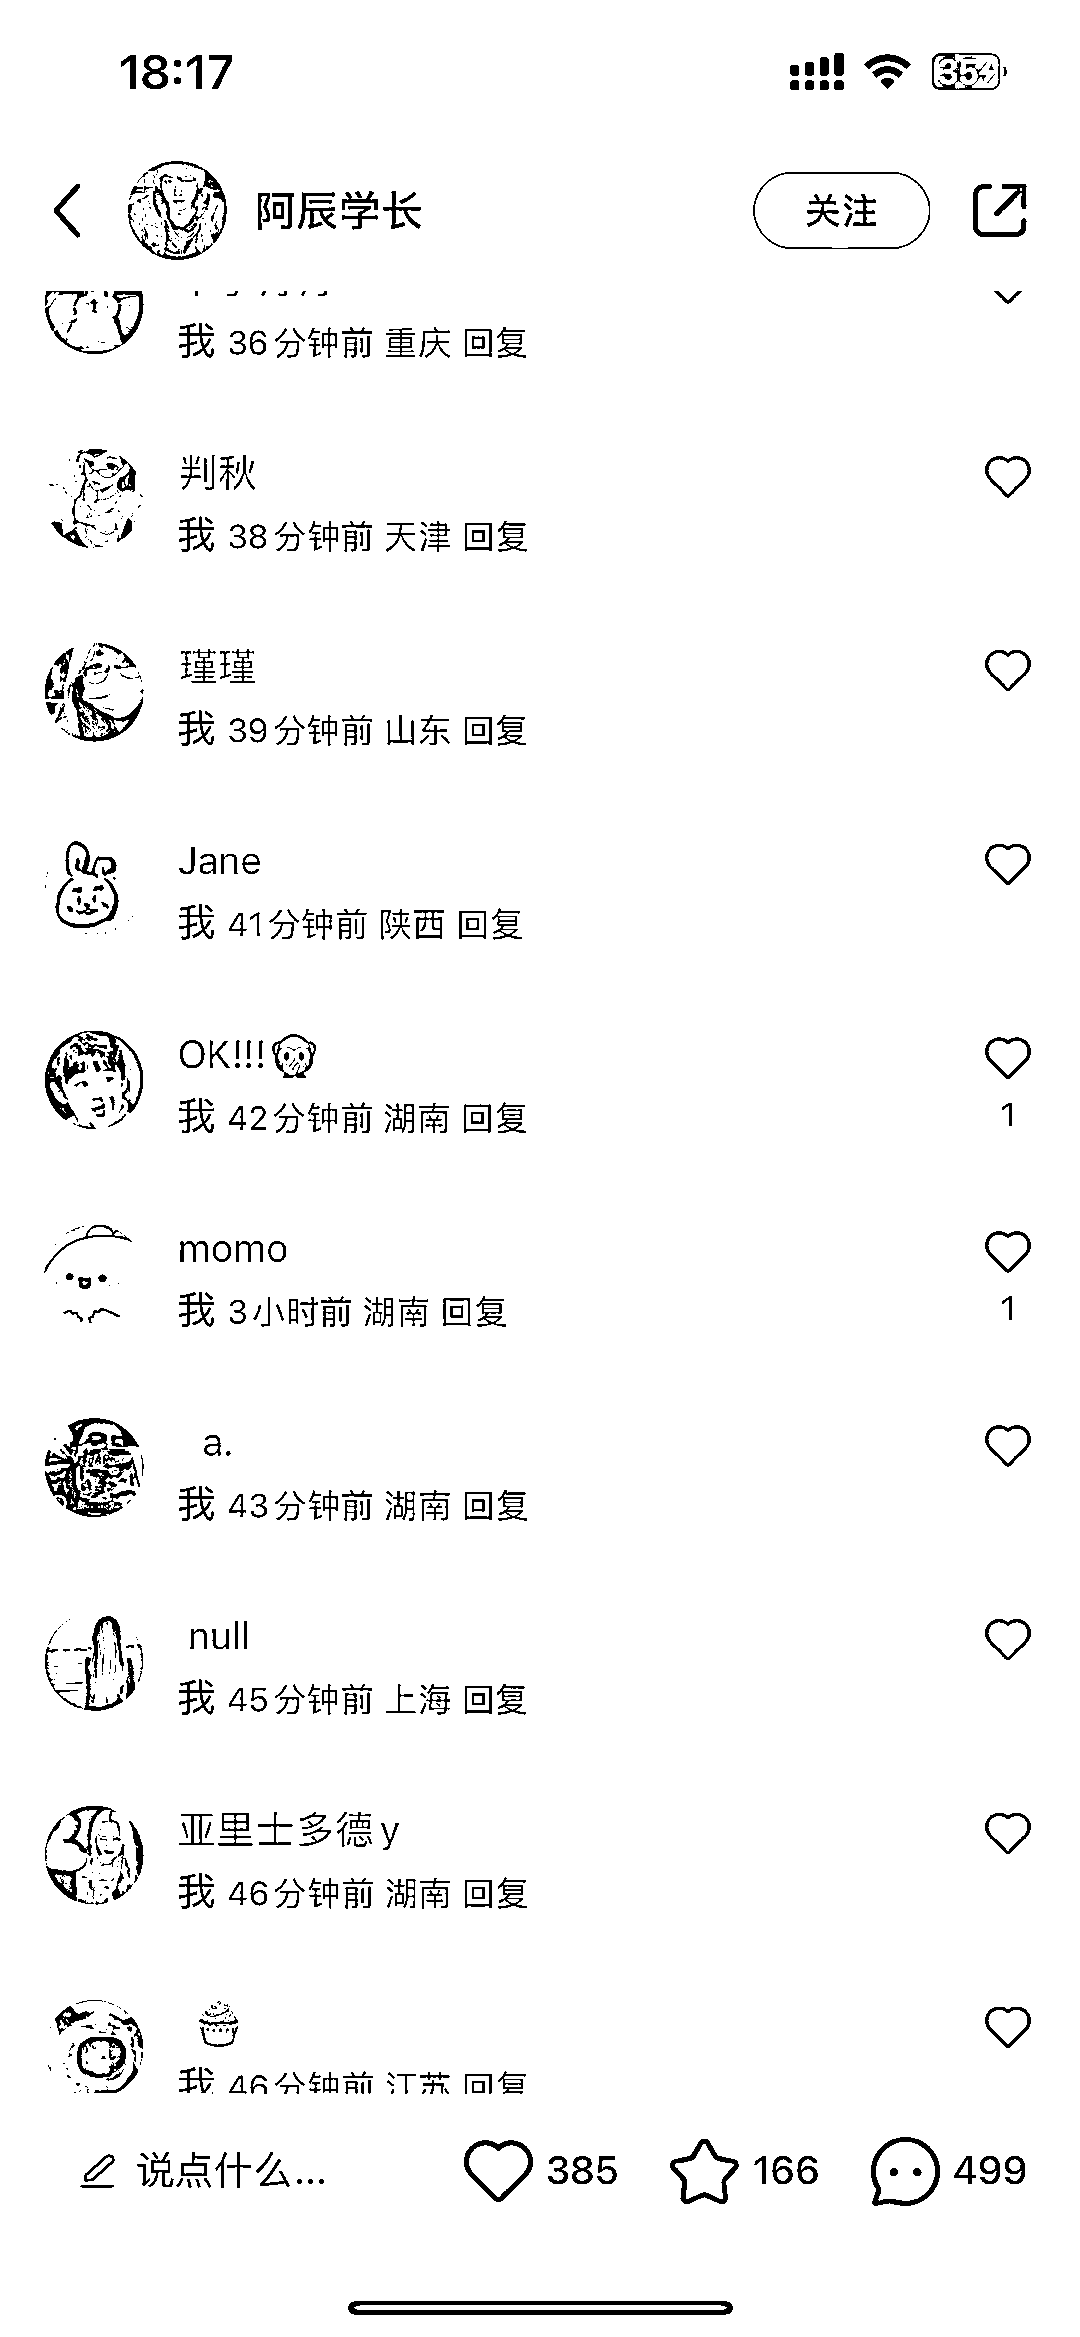 18:17
35
阿辰学长
关注
我 36分钟前 重庆 回复
判秋
我 38分钟前 天津 回复
瑾瑾
我 39分钟前 山东 回复
Jane
我 41分钟前 陕西 回复
OK!!!🙊
我 42分钟前 湖南 回复
1
momo
我 3小时前 湖南 回复
1
a.
我 43分钟前 湖南 回复
null
我 45分钟前 上海 回复
亚里士多德y
我 46分钟前 湖南 回复
🧁
我 46分钟前 江苏 回复
说点什么...
385
166
499